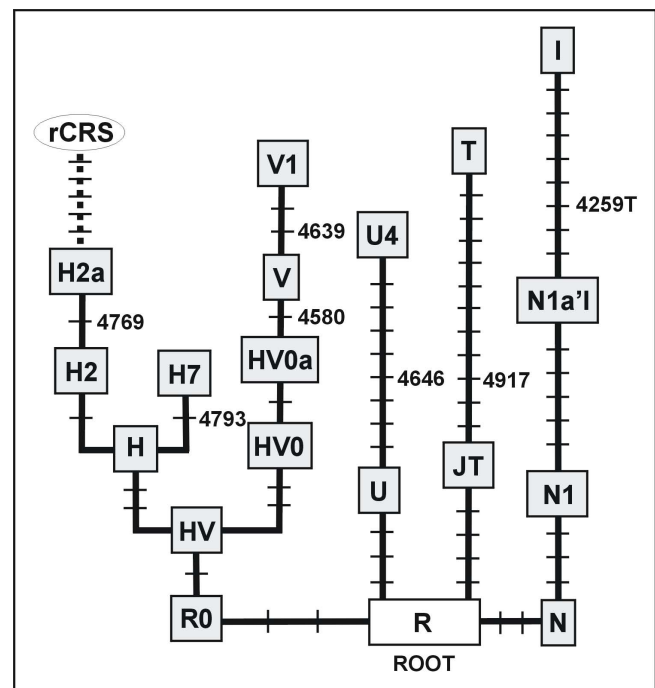 I
rCRS
T
V1
4259T
U4
4639
H2a
V
N1a'I
4769
4580
H2
H7
HV0a
4646
4917
4793
H
HV0
JT
U
N1
HV
R0
R
N
ROOT